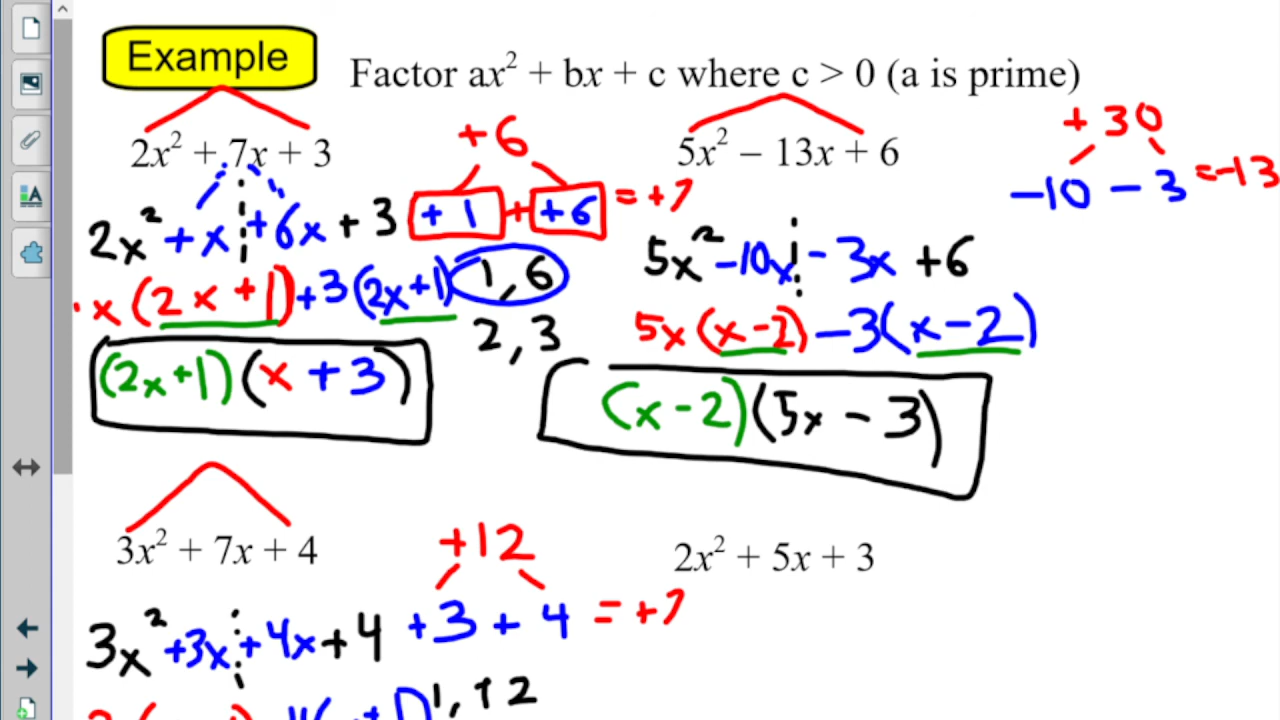 Example
Factor ax² + bx + c where c > 0 (a is prime)
2x² + 7x + 3
+6
+1 + +6 = +7
2x² + x + 6x + 3
x(2x+1)+3(2x+1)
1, 6
2, 3
(2x+1)(x+3)
5x² – 13x + 6
+30
-10 -3 = -13
5x² -10x - 3x +6
5x(x-2) -3(x-2)
(x-2)(5x - 3)
3x² + 7x + 4
+12
+3 + 4 = +7
3x² +3x +4x +4
1, 12
2x² + 5x + 3